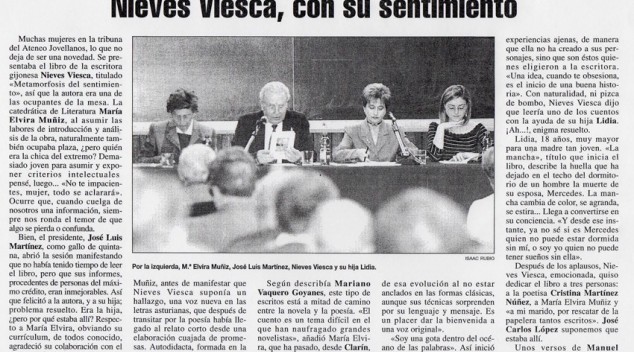 Nieves Viesca, con su sentimiento
Muchas mujeres en la tribuna
del Ateneo Jovellanos, lo que no
deja de ser una novedad. Se pre-
sentaba el libro de la escritora
gijonesa Nieves Viesca, titulado
«Metamorfosis del sentimien-
to», así que la autora era una de
las ocupantes de la mesa. La
catedrática de Literatura María
Elvira Muñiz, al asumir las
labores de introducción y análi-
sis de la obra, naturalmente tam-
bién ocupaba plaza, ¿pero quién
era la chica del extremo? Dema-
siado joven para asumir y expo-
ner criterios intelectuales
pensé, luego... «No te impacien-
tes, mujer, todo se aclarará».
Ocurre que, cuando cuelga de
nosotros una información, siem-
pre nos ronda el temor de que
algo se pierda o confunda.
Bien, el presidente, José Luis
Martínez, como gallo de quinta-
na, abrió la sesión manifestando
que no había tenido tiempo de leer
el libro, pero que sus informes,
procedentes de personas del máxi-
mo crédito, eran inmejorables. Así
que felicitó a la autora, y a su hija;
problema resuelto. Era la hija,
¿pero por qué estaba allí? Respec-
to a María Elvira, obviando su
currículum, de todos conocido,
agradeció su colaboración con el
ISAAC RUBIO
Por la izquierda, M.ª Elvira Muñiz, José Luis Martínez, Nieves Viesca y su hija Lidia.
Muñiz, antes de manifestar que
Nieves Viesca suponía un
hallazgo, una voz nueva en las
letras asturianas, que después de
transitar por la poesía había lle-
gado al relato corto desde una
elaboración cuajada de prome-
sas. Autodidacta, formada en la
Según describía Mariano
Vaquero Goyanes, este tipo de
escritos está a mitad de camino
entre la novela y la poesía. «El
cuento es un tema difícil en el
que han naufragado grandes
novelistas», añadió María Elvi-
ra, que ha pasado, desde Clarín,
de esa evolución al no estar
anclados en las formas clásicas,
aunque sus técnicas sorprenden
por su lenguaje y mensaje. Es
un placer dar la bienvenida a
una voz original».
«Soy una gota dentro del océa-
no de las palabras». Así inició
experiencias ajenas, de manera
que ella no ha creado a sus per-
sonajes, sino que son éstos quie-
nes eligieron a la escritora.
«Una idea, cuando te obsesiona,
es el inicio de una buena histo-
ria». Con naturalidad, ni pizca
de bombo, Nieves Viesca dijo
que leería uno de los cuentos
con la ayuda de su hija Lidia.
¡Ah...!, enigma resuelto.
Lidia, 18 años, muy mayor
para una madre tan joven. «La
mancha», título que inicia el
libro, describe la huella que ha
dejado en el techo del dormito-
rio de un hombre la muerte de
su esposa, Mercedes. La man-
cha cambia de color, se agranda,
se estira... Llega a convertirse en
su conciencia. «Y desde ese ins-
tante, ya no sé si es Mercedes
quien no puede estar dormida
sin mí, o soy yo quien no puede
tener sueños sin ella».
Después de los aplausos, Nie-
ves Viesca, emocionada, quiso
dedicar el libro a tres personas:
a la poetisa Cristina Martínez
Núñez, a María Elvira Muñiz y
«a mi marido, por rescatar de la
papelera tantos escritos». José
Carlos López suponemos que
estaba allí.
Unos versos de Manuel